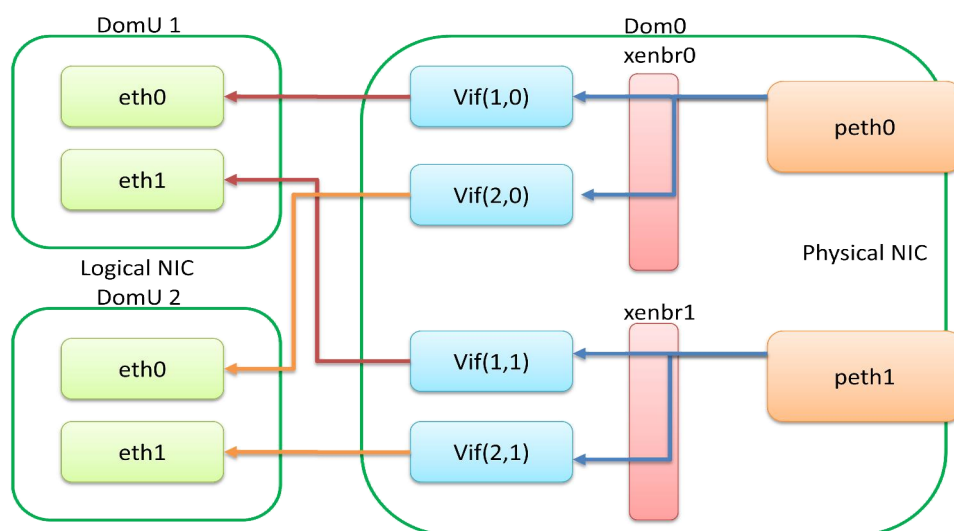 DomU 1
eth0
eth1
Logical NIC
DomU 2
eth0
eth1
Dom0
xenbr0
Vif(1,0)
peth0
Vif(2,0)
Physical NIC
xenbr1
Vif(1,1)
peth1
Vif(2,1)